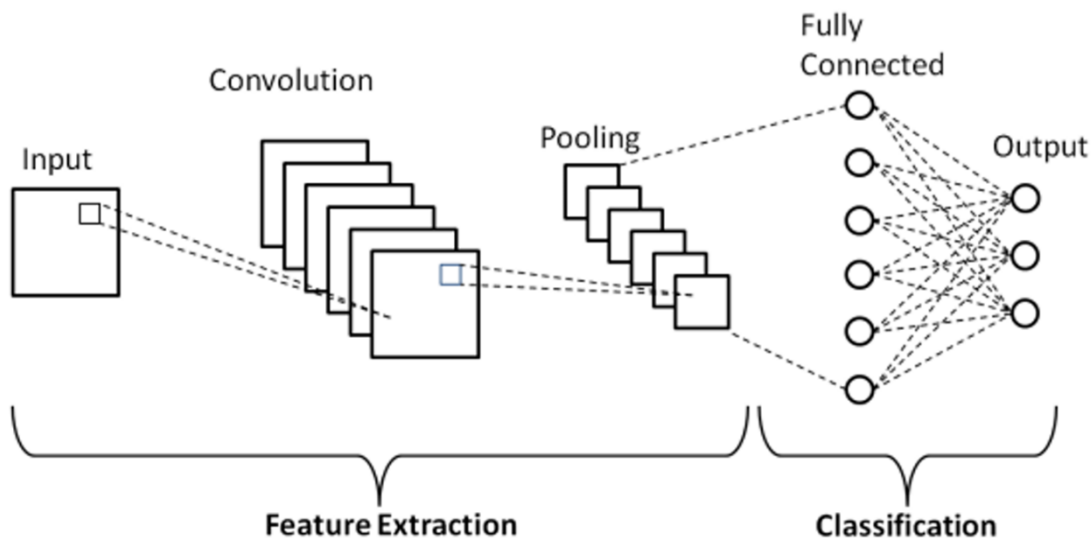 Input
Convolution
Pooling
Fully
Connected
Output
Feature Extraction
Classification